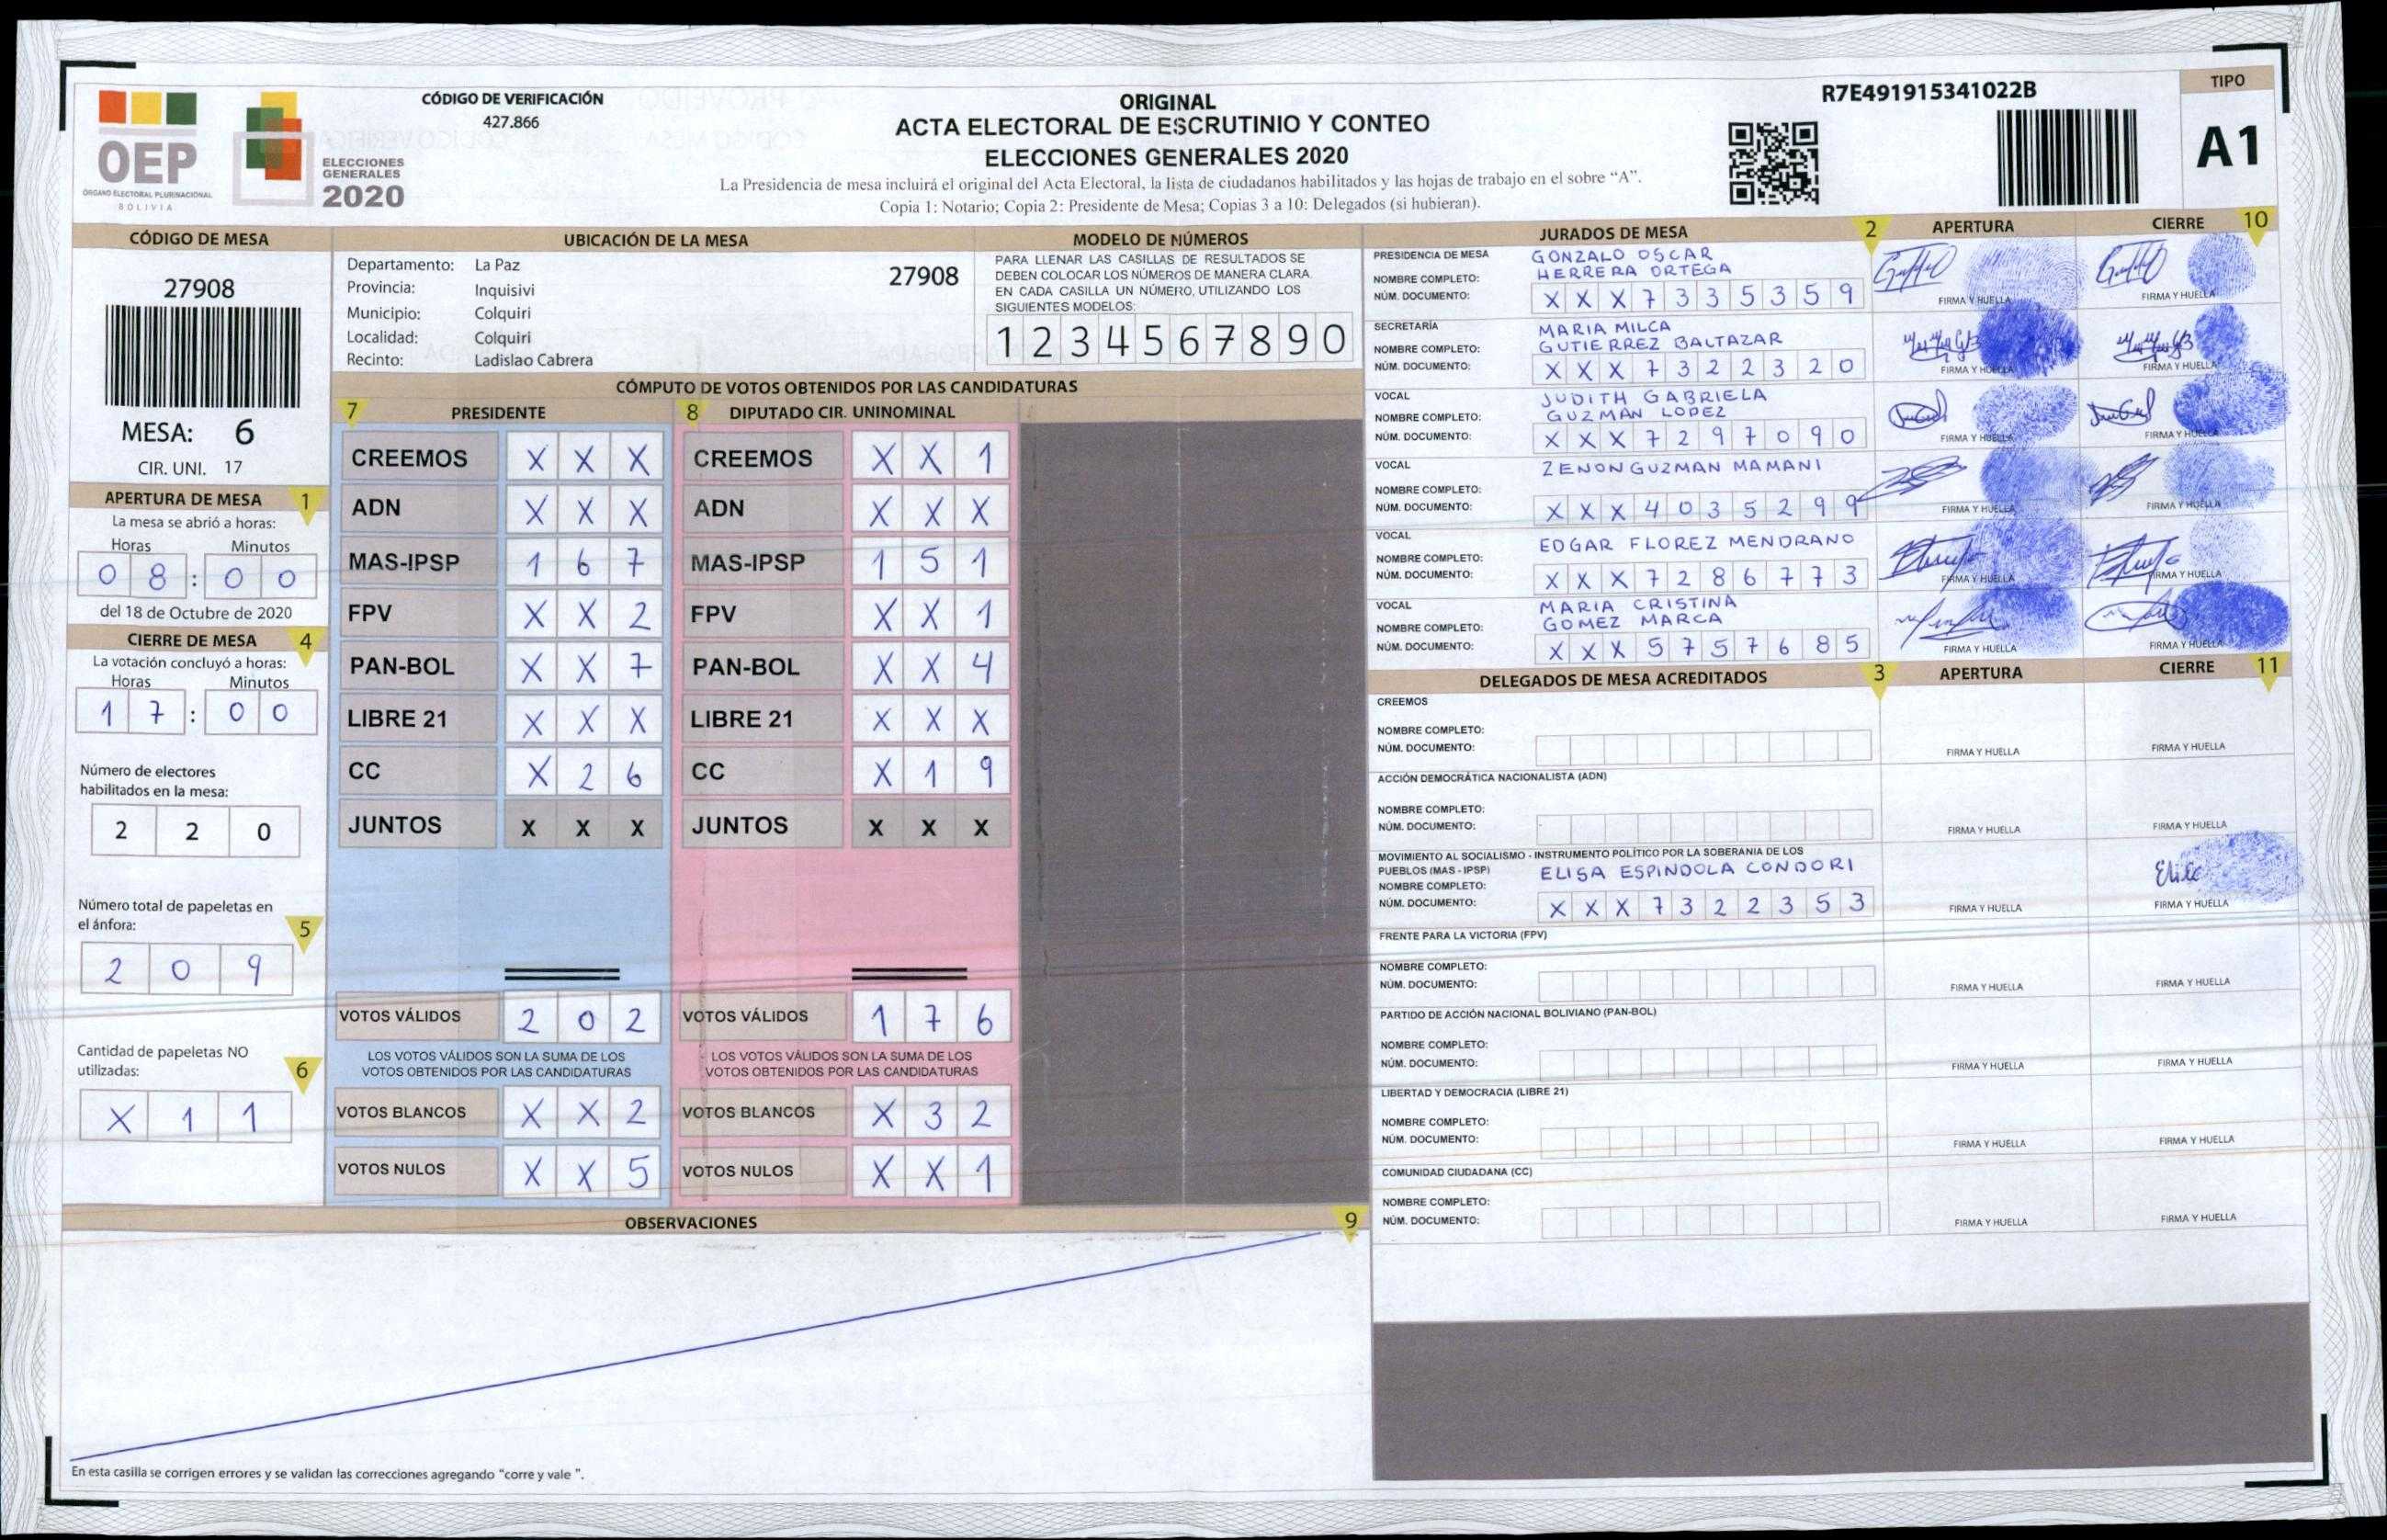 OEP
ÓRGANO ELECTORAL PLURINACIONAL
BOLIVIA
ELECCIONES
GENERALES
2020
CÓDIGO DE VERIFICACIÓN
427.866
ORIGINAL
ACTA ELECTORAL DE ESCRUTINIO Y CONTEO
ELECCIONES GENERALES 2020
La Presidencia de mesa incluirá el original del Acta Electoral, la lista de ciudadanos habilitados y las hojas de trabajo en el sobre “A”.
Copia 1: Notario; Copia 2: Presidente de Mesa; Copias 3 a 10: Delegados (si hubieran).
R7E491915341022B
TIPO
A1
CÓDIGO DE MESA
27908
MESA: 6
CIR. UNI. 17
APERTURA DE MESA 1
La mesa se abrió a horas:
Horas Minutos
0 8 : 0 0
del 18 de Octubre de 2020
CIERRE DE MESA 4
La votación concluyó a horas:
Horas Minutos
1 7 : 0 0
Número de electores
habilitados en la mesa:
2 2 0
Número total de papeletas en
el ánfora: 5
2 0 9
Cantidad de papeletas NO
utilizadas: 6
X 1 1
UBICACIÓN DE LA MESA
Departamento: La Paz 27908
Provincia: Inquisivi
Municipio: Colquiri
Localidad: Colquiri
Recinto: Ladislao Cabrera
MODELO DE NÚMEROS
PARA LLENAR LAS CASILLAS DE RESULTADOS SE
DEBEN COLOCAR LOS NÚMEROS DE MANERA CLARA.
EN CADA CASILLA UN NÚMERO, UTILIZANDO LOS
SIGUIENTES MODELOS:
1 2 3 4 5 6 7 8 9 0
CÓMPUTO DE VOTOS OBTENIDOS POR LAS CANDIDATURAS
7 PRESIDENTE 8 DIPUTADO CIR. UNINOMINAL
CREEMOS X X X CREEMOS X X 1
ADN X X X ADN X X X
MAS-IPSP 1 6 7 MAS-IPSP 1 5 1
FPV X X 2 FPV X X 1
PAN-BOL X X 7 PAN-BOL X X 4
LIBRE 21 X X X LIBRE 21 X X X
CC X 2 6 CC X 1 9
JUNTOS X X X JUNTOS X X X
VOTOS VÁLIDOS 2 0 2 VOTOS VÁLIDOS 1 7 6
LOS VOTOS VÁLIDOS SON LA SUMA DE LOS LOS VOTOS VÁLIDOS SON LA SUMA DE LOS
VOTOS OBTENIDOS POR LAS CANDIDATURAS VOTOS OBTENIDOS POR LAS CANDIDATURAS
VOTOS BLANCOS X X 2 VOTOS BLANCOS X 3 2
VOTOS NULOS X X 5 VOTOS NULOS X X 1
OBSERVACIONES 9
En esta casilla se corrigen errores y se validan las correcciones agregando “corre y vale ”.
JURADOS DE MESA 2 APERTURA CIERRE 10
PRESIDENCIA DE MESA GONZALO OSCAR
NOMBRE COMPLETO: HERRERA ORTEGA
NÚM. DOCUMENTO: X X X 7 3 3 5 3 5 9 FIRMA Y HUELLA FIRMA Y HUELLA
SECRETARÍA MARIA MILCA
NOMBRE COMPLETO: GUTIERREZ BALTAZAR
NÚM. DOCUMENTO: X X X 7 3 2 2 3 2 0 FIRMA Y HUELLA FIRMA Y HUELLA
VOCAL JUDITH GABRIELA
NOMBRE COMPLETO: GUZMAN LOPEZ
NÚM. DOCUMENTO: X X X 7 2 9 7 0 9 0 FIRMA Y HUELLA FIRMA Y HUELLA
VOCAL ZENON GUZMAN MAMANI
NOMBRE COMPLETO:
NÚM. DOCUMENTO: X X X 4 0 3 5 2 9 9 FIRMA Y HUELLA FIRMA Y HUELLA
VOCAL EDGAR FLOREZ MENDRANO
NOMBRE COMPLETO:
NÚM. DOCUMENTO: X X X 7 2 8 6 7 7 3 FIRMA Y HUELLA FIRMA Y HUELLA
VOCAL MARIA CRISTINA
NOMBRE COMPLETO: GOMEZ MARCA
NÚM. DOCUMENTO: X X X 5 7 5 7 6 8 5 FIRMA Y HUELLA FIRMA Y HUELLA
DELEGADOS DE MESA ACREDITADOS 3 APERTURA CIERRE 11
CREEMOS
NOMBRE COMPLETO:
NÚM. DOCUMENTO: FIRMA Y HUELLA FIRMA Y HUELLA
ACCIÓN DEMOCRÁTICA NACIONALISTA (ADN)
NOMBRE COMPLETO:
NÚM. DOCUMENTO: FIRMA Y HUELLA FIRMA Y HUELLA
MOVIMIENTO AL SOCIALISMO - INSTRUMENTO POLÍTICO POR LA SOBERANIA DE LOS
PUEBLOS (MAS - IPSP) ELISA ESPINDOLA CONDORI
NOMBRE COMPLETO:
NÚM. DOCUMENTO: X X X 7 3 2 2 3 5 3 FIRMA Y HUELLA FIRMA Y HUELLA
FRENTE PARA LA VICTORIA (FPV)
NOMBRE COMPLETO:
NÚM. DOCUMENTO: FIRMA Y HUELLA FIRMA Y HUELLA
PARTIDO DE ACCIÓN NACIONAL BOLIVIANO (PAN-BOL)
NOMBRE COMPLETO:
NÚM. DOCUMENTO: FIRMA Y HUELLA FIRMA Y HUELLA
LIBERTAD Y DEMOCRACIA (LIBRE 21)
NOMBRE COMPLETO:
NÚM. DOCUMENTO: FIRMA Y HUELLA FIRMA Y HUELLA
COMUNIDAD CIUDADANA (CC)
NOMBRE COMPLETO:
NÚM. DOCUMENTO: FIRMA Y HUELLA FIRMA Y HUELLA